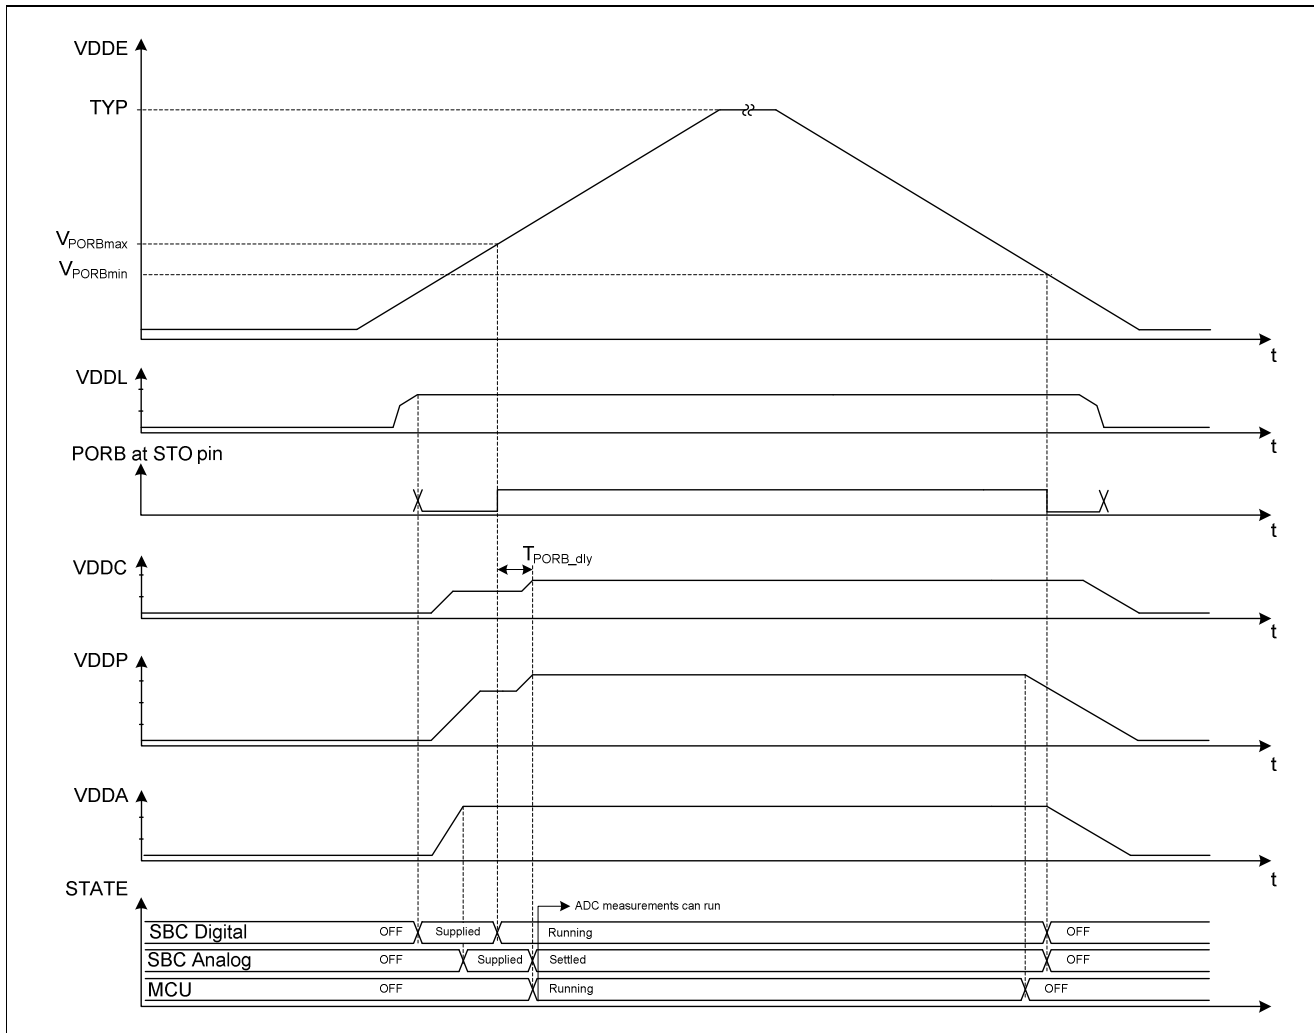 VDDE
TYP
VPORBmax
VPORBmin
t
VDDL
t
PORB at STO pin
t
TPORB_dly
VDDC
t
VDDP
t
VDDA
t
STATE
ADC measurements can run
SBC Digital OFF Supplied Running OFF
SBC Analog OFF Supplied Settled OFF
MCU OFF Running OFF